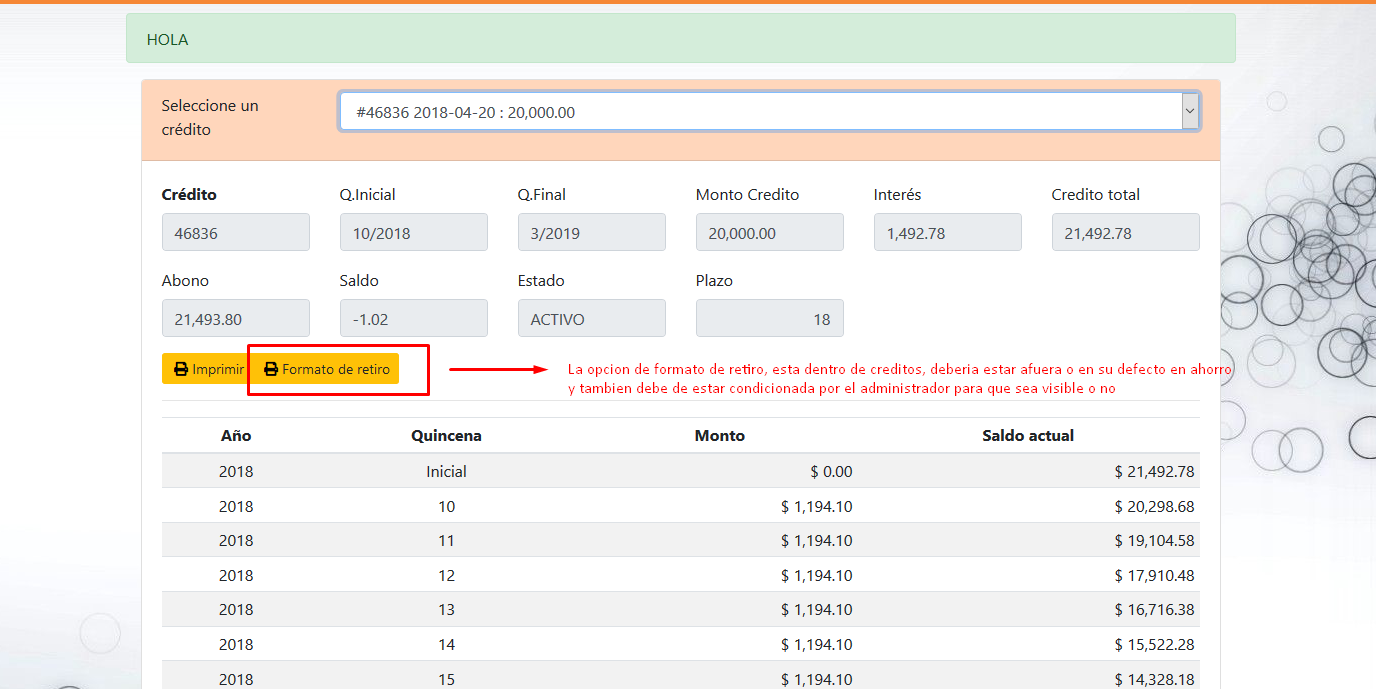 HOLA
Seleccione un
crédito
#46836 2018-04-20 : 20,000.00
Crédito Q.Inicial Q.Final Monto Credito Interés Credito total
46836 10/2018 3/2019 20,000.00 1,492.78 21,492.78
Abono Saldo Estado Plazo
21,493.80 -1.02 ACTIVO 18
Imprimir Formato de retiro
La opcion de formato de retiro, esta dentro de creditos, deberia estar afuera o en su defecto en ahorro
y tambien debe de estar condicionada por el administrador para que sea visible o no
Año Quincena Monto Saldo actual
2018 Inicial $ 0.00 $ 21,492.78
2018 10 $ 1,194.10 $ 20,298.68
2018 11 $ 1,194.10 $ 19,104.58
2018 12 $ 1,194.10 $ 17,910.48
2018 13 $ 1,194.10 $ 16,716.38
2018 14 $ 1,194.10 $ 15,522.28
2018 15 $ 1,194.10 $ 14,328.18